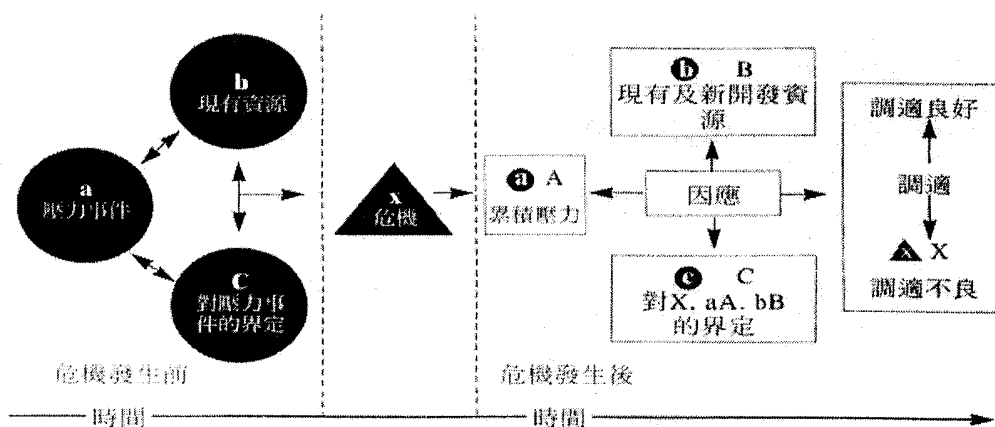 a
壓力事件
b
現有資源
C
對壓力事
件的界定
危機發生前
x
危機
a A
累積壓力
b B
現有及新開發資
源
因應
c C
對X. aA. bB
的界定
調適良好
調適
x X
調適不良
危機發生後
時間
時間